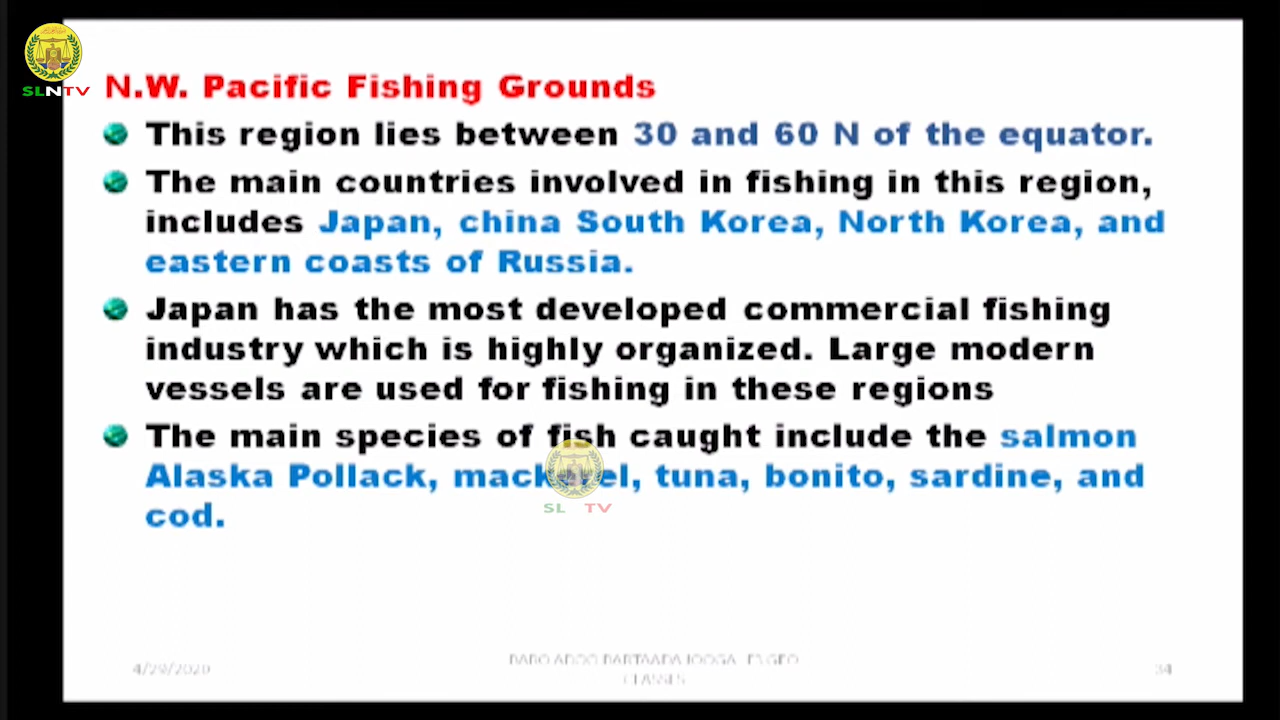 SLNTV
N.W. Pacific Fishing Grounds
This region lies between 30 and 60 N of the equator.
The main countries involved in fishing in this region,
includes Japan, china South Korea, North Korea, and
eastern coasts of Russia.
Japan has the most developed commercial fishing
industry which is highly organized. Large modern
vessels are used for fishing in these regions
The main species of fish caught include the salmon
Alaska Pollack, mackerel, tuna, bonito, sardine, and
cod.
SL TV
4/29/2020
CLASSES
34